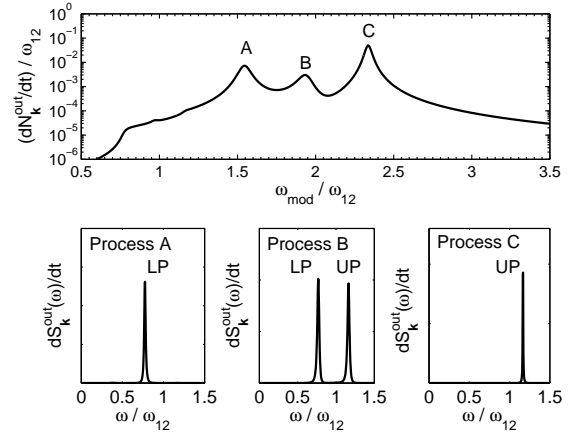 (dN_k^out/dt) / ω_12
10^0
10^-1
10^-2
10^-3
10^-4
10^-5
10^-6
A
B
C
0.5 1 1.5 2 2.5 3 3.5
ω_mod / ω_12
dS_k^out(ω)/dt
Process A
LP
0 0.5 1 1.5
ω / ω_12
dS_k^out(ω)/dt
Process B
LP UP
0 0.5 1 1.5
ω / ω_12
dS_k^out(ω)/dt
Process C
UP
0 0.5 1 1.5
ω / ω_12